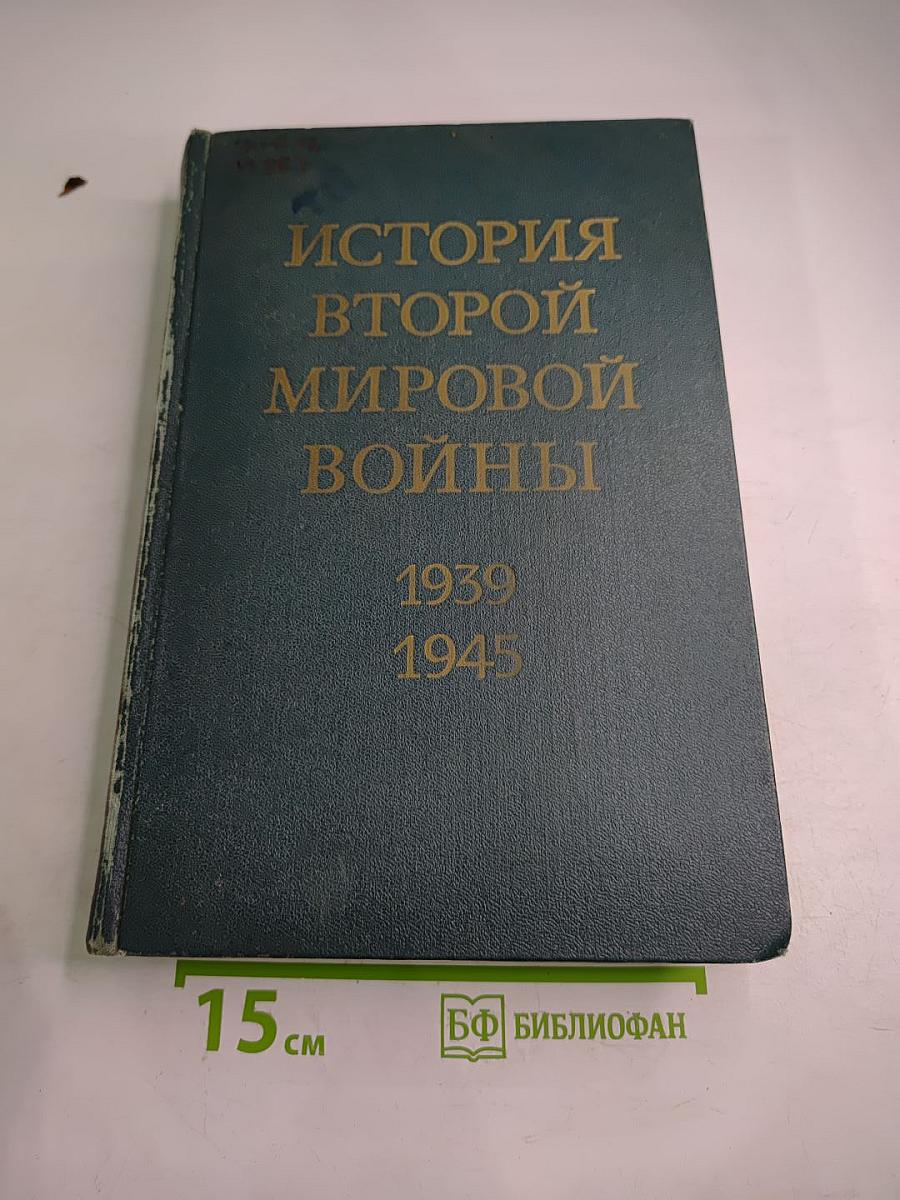 ИСТОРИЯ
ВТОРОЙ
МИРОВОЙ
ВОЙНЫ
1939
1945
15 см
БФ БИБЛИОФАН